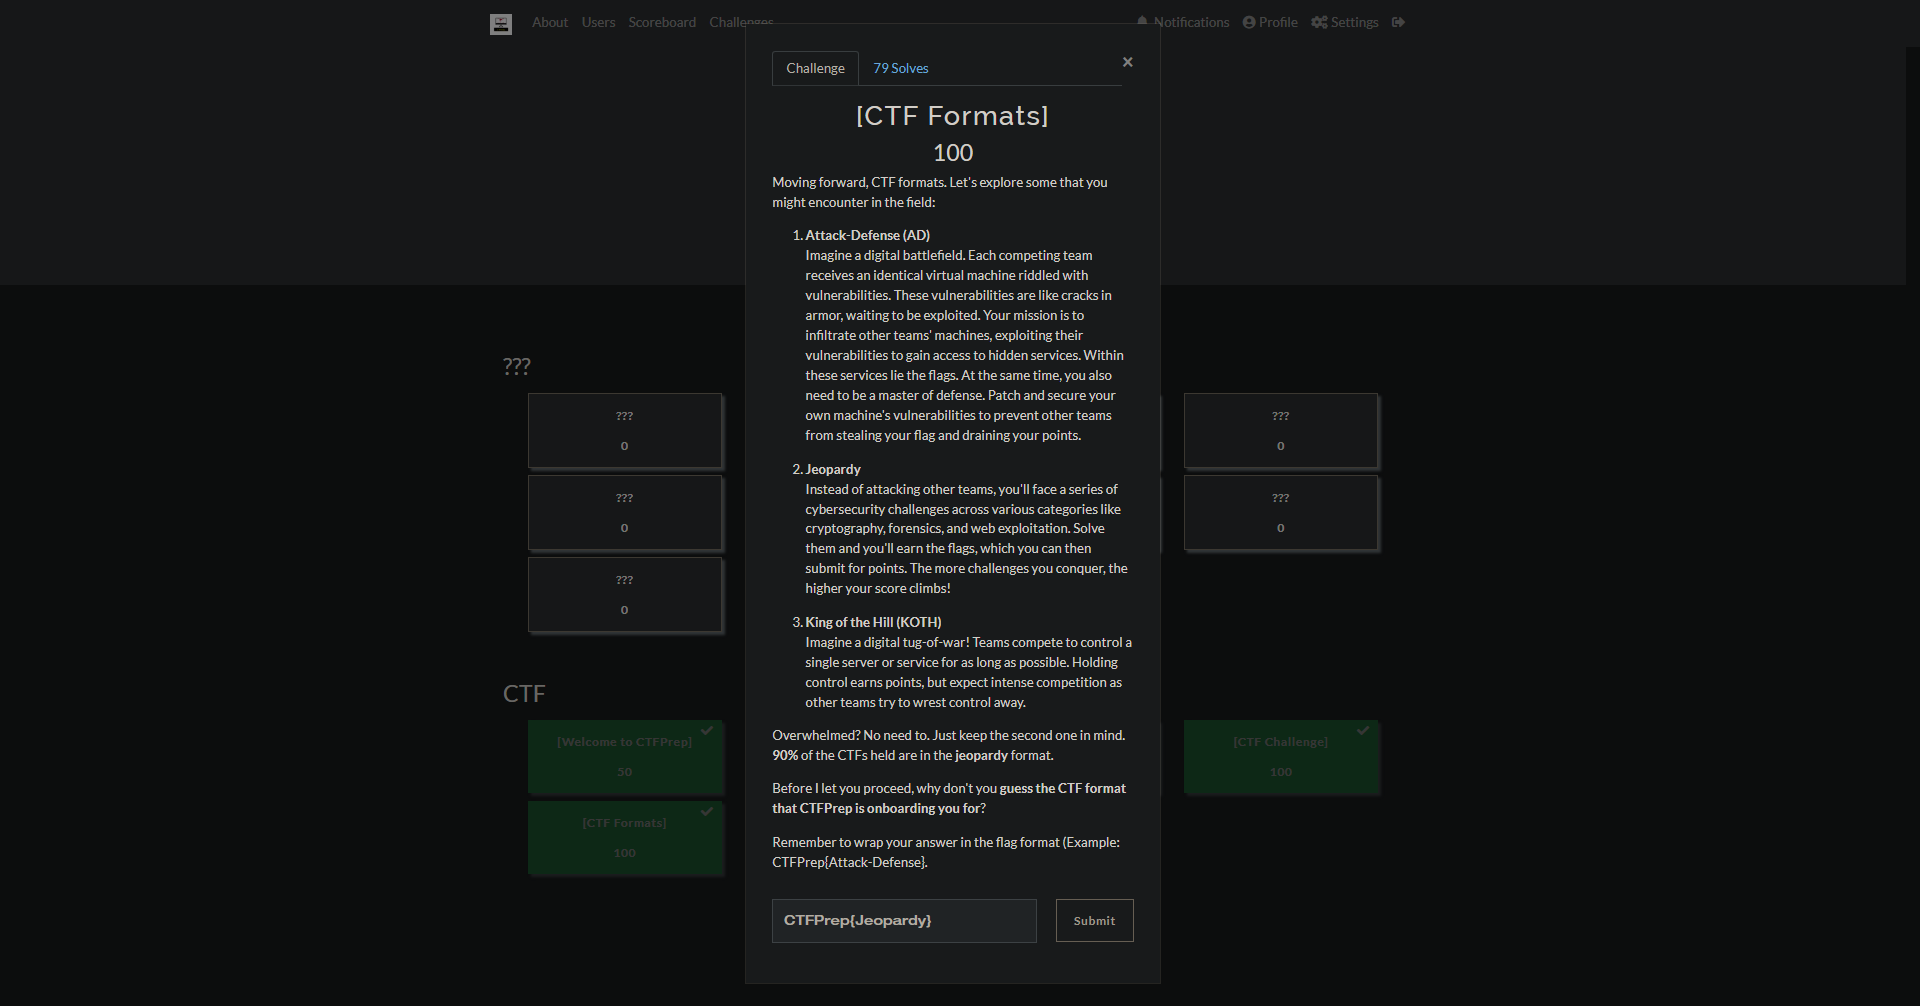 About Users Scoreboard Challenges Notifications Profile Settings
Challenge 79 Solves ×
[CTF Formats]
100
Moving forward, CTF formats. Let's explore some that you
might encounter in the field:
1. Attack-Defense (AD)
Imagine a digital battlefield. Each competing team
receives an identical virtual machine riddled with
vulnerabilities. These vulnerabilities are like cracks in
armor, waiting to be exploited. Your mission is to
infiltrate other teams' machines, exploiting their
vulnerabilities to gain access to hidden services. Within
these services lie the flags. At the same time, you also
need to be a master of defense. Patch and secure your
own machine's vulnerabilities to prevent other teams
from stealing your flag and draining your points.
2. Jeopardy
Instead of attacking other teams, you'll face a series of
cybersecurity challenges across various categories like
cryptography, forensics, and web exploitation. Solve
them and you'll earn the flags, which you can then
submit for points. The more challenges you conquer, the
higher your score climbs!
3. King of the Hill (KOTH)
Imagine a digital tug-of-war! Teams compete to control a
single server or service for as long as possible. Holding
control earns points, but expect intense competition as
other teams try to wrest control away.
Overwhelmed? No need to. Just keep the second one in mind.
90% of the CTFs held are in the jeopardy format.
Before I let you proceed, why don't you guess the CTF format
that CTFPrep is onboarding you for?
Remember to wrap your answer in the flag format (Example:
CTFPrep{Attack-Defense}.
CTFPrep{Jeopardy} Submit
???
???
0
???
0
???
0
???
0
???
0
CTF
[Welcome to CTFPrep]
50
[CTF Challenge]
100
[CTF Formats]
100